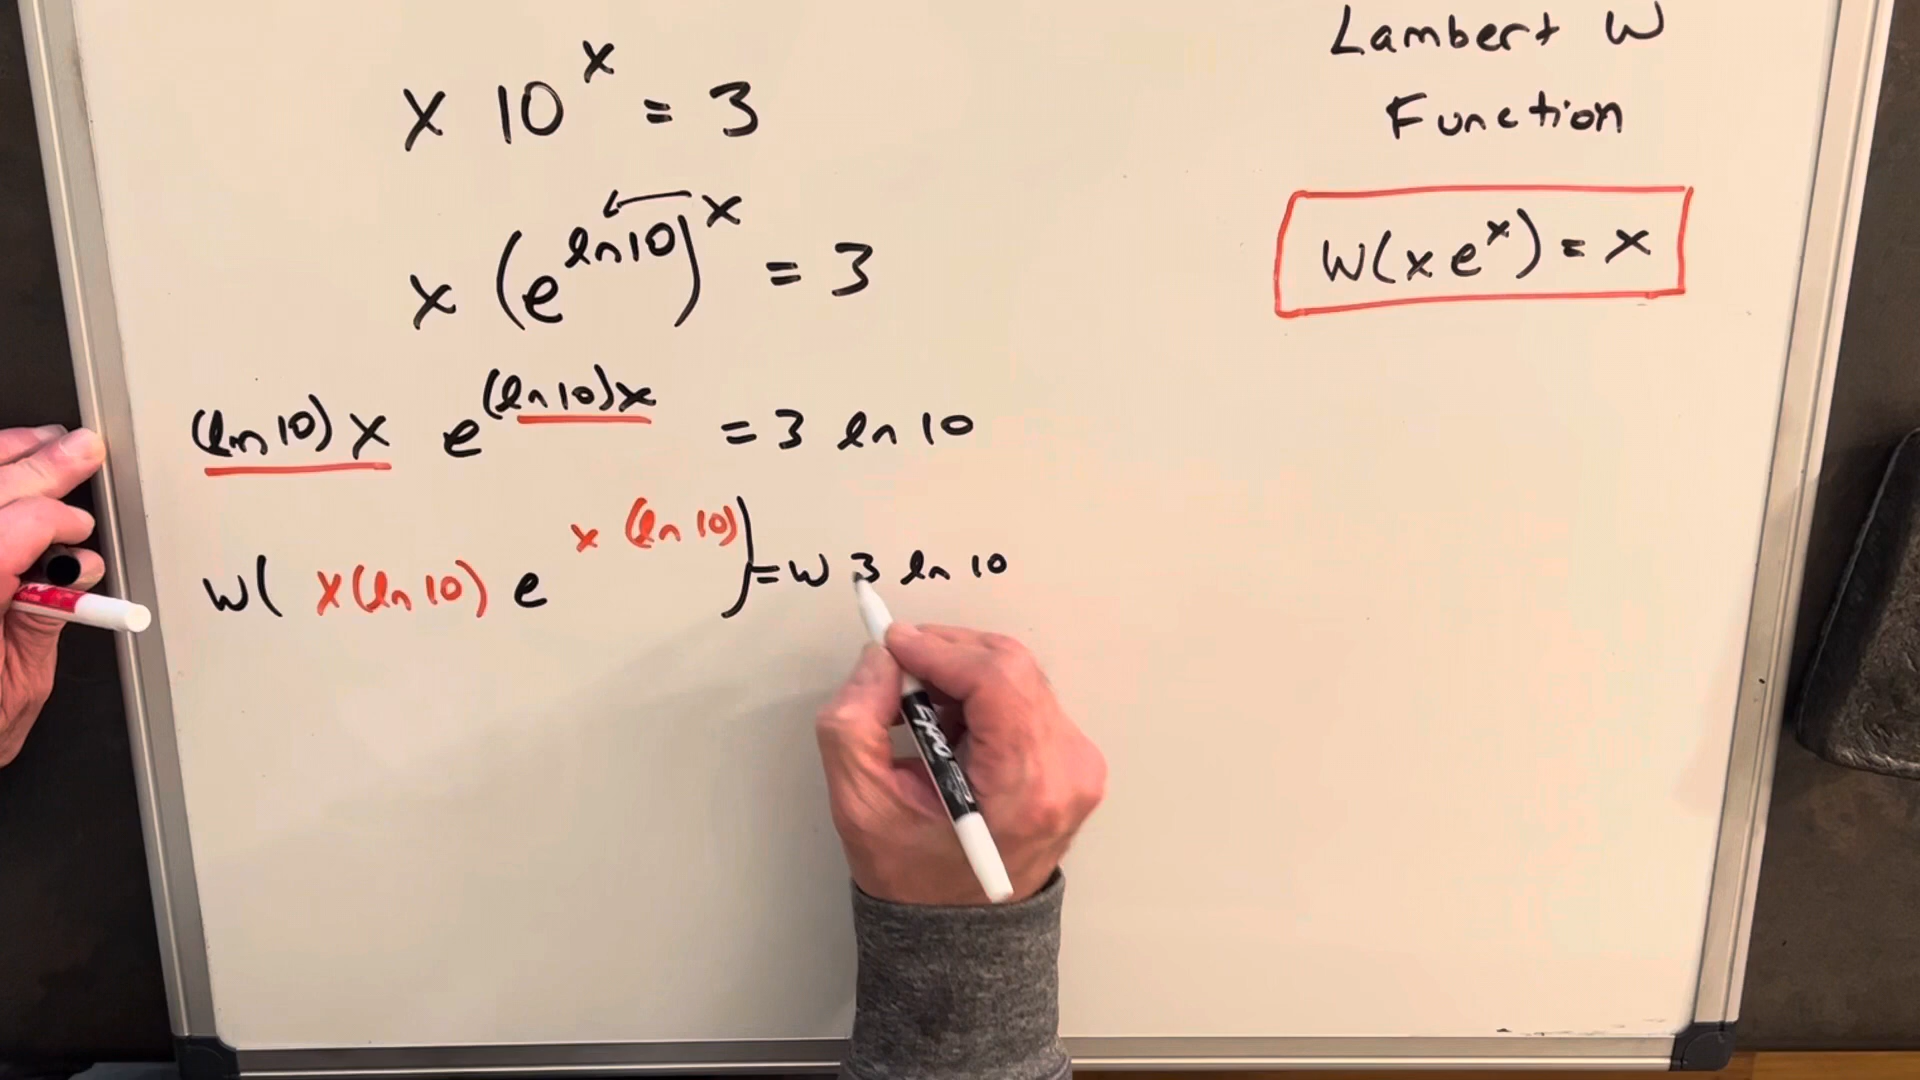 x 10^x = 3
x (e^ln10)^x = 3
(ln 10) x e^(ln 10)x = 3 ln 10
W( x(ln 10) e^x (ln 10)) = W 3 ln 10
Lambert W
Function
W(x e^x) = x
EXPO